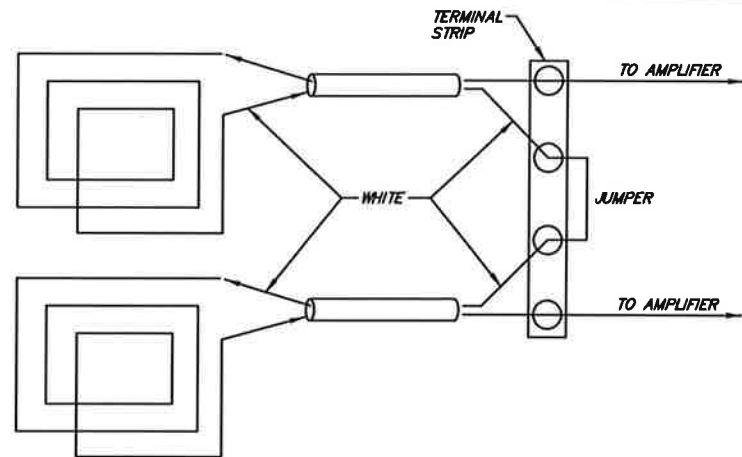 TERMINAL
STRIP
TO AMPLIFIER
WHITE
JUMPER
TO AMPLIFIER